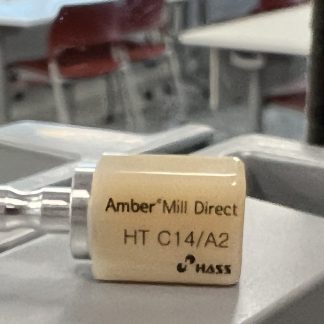 Amber® Mill Direct
HT C14/A2
HASS